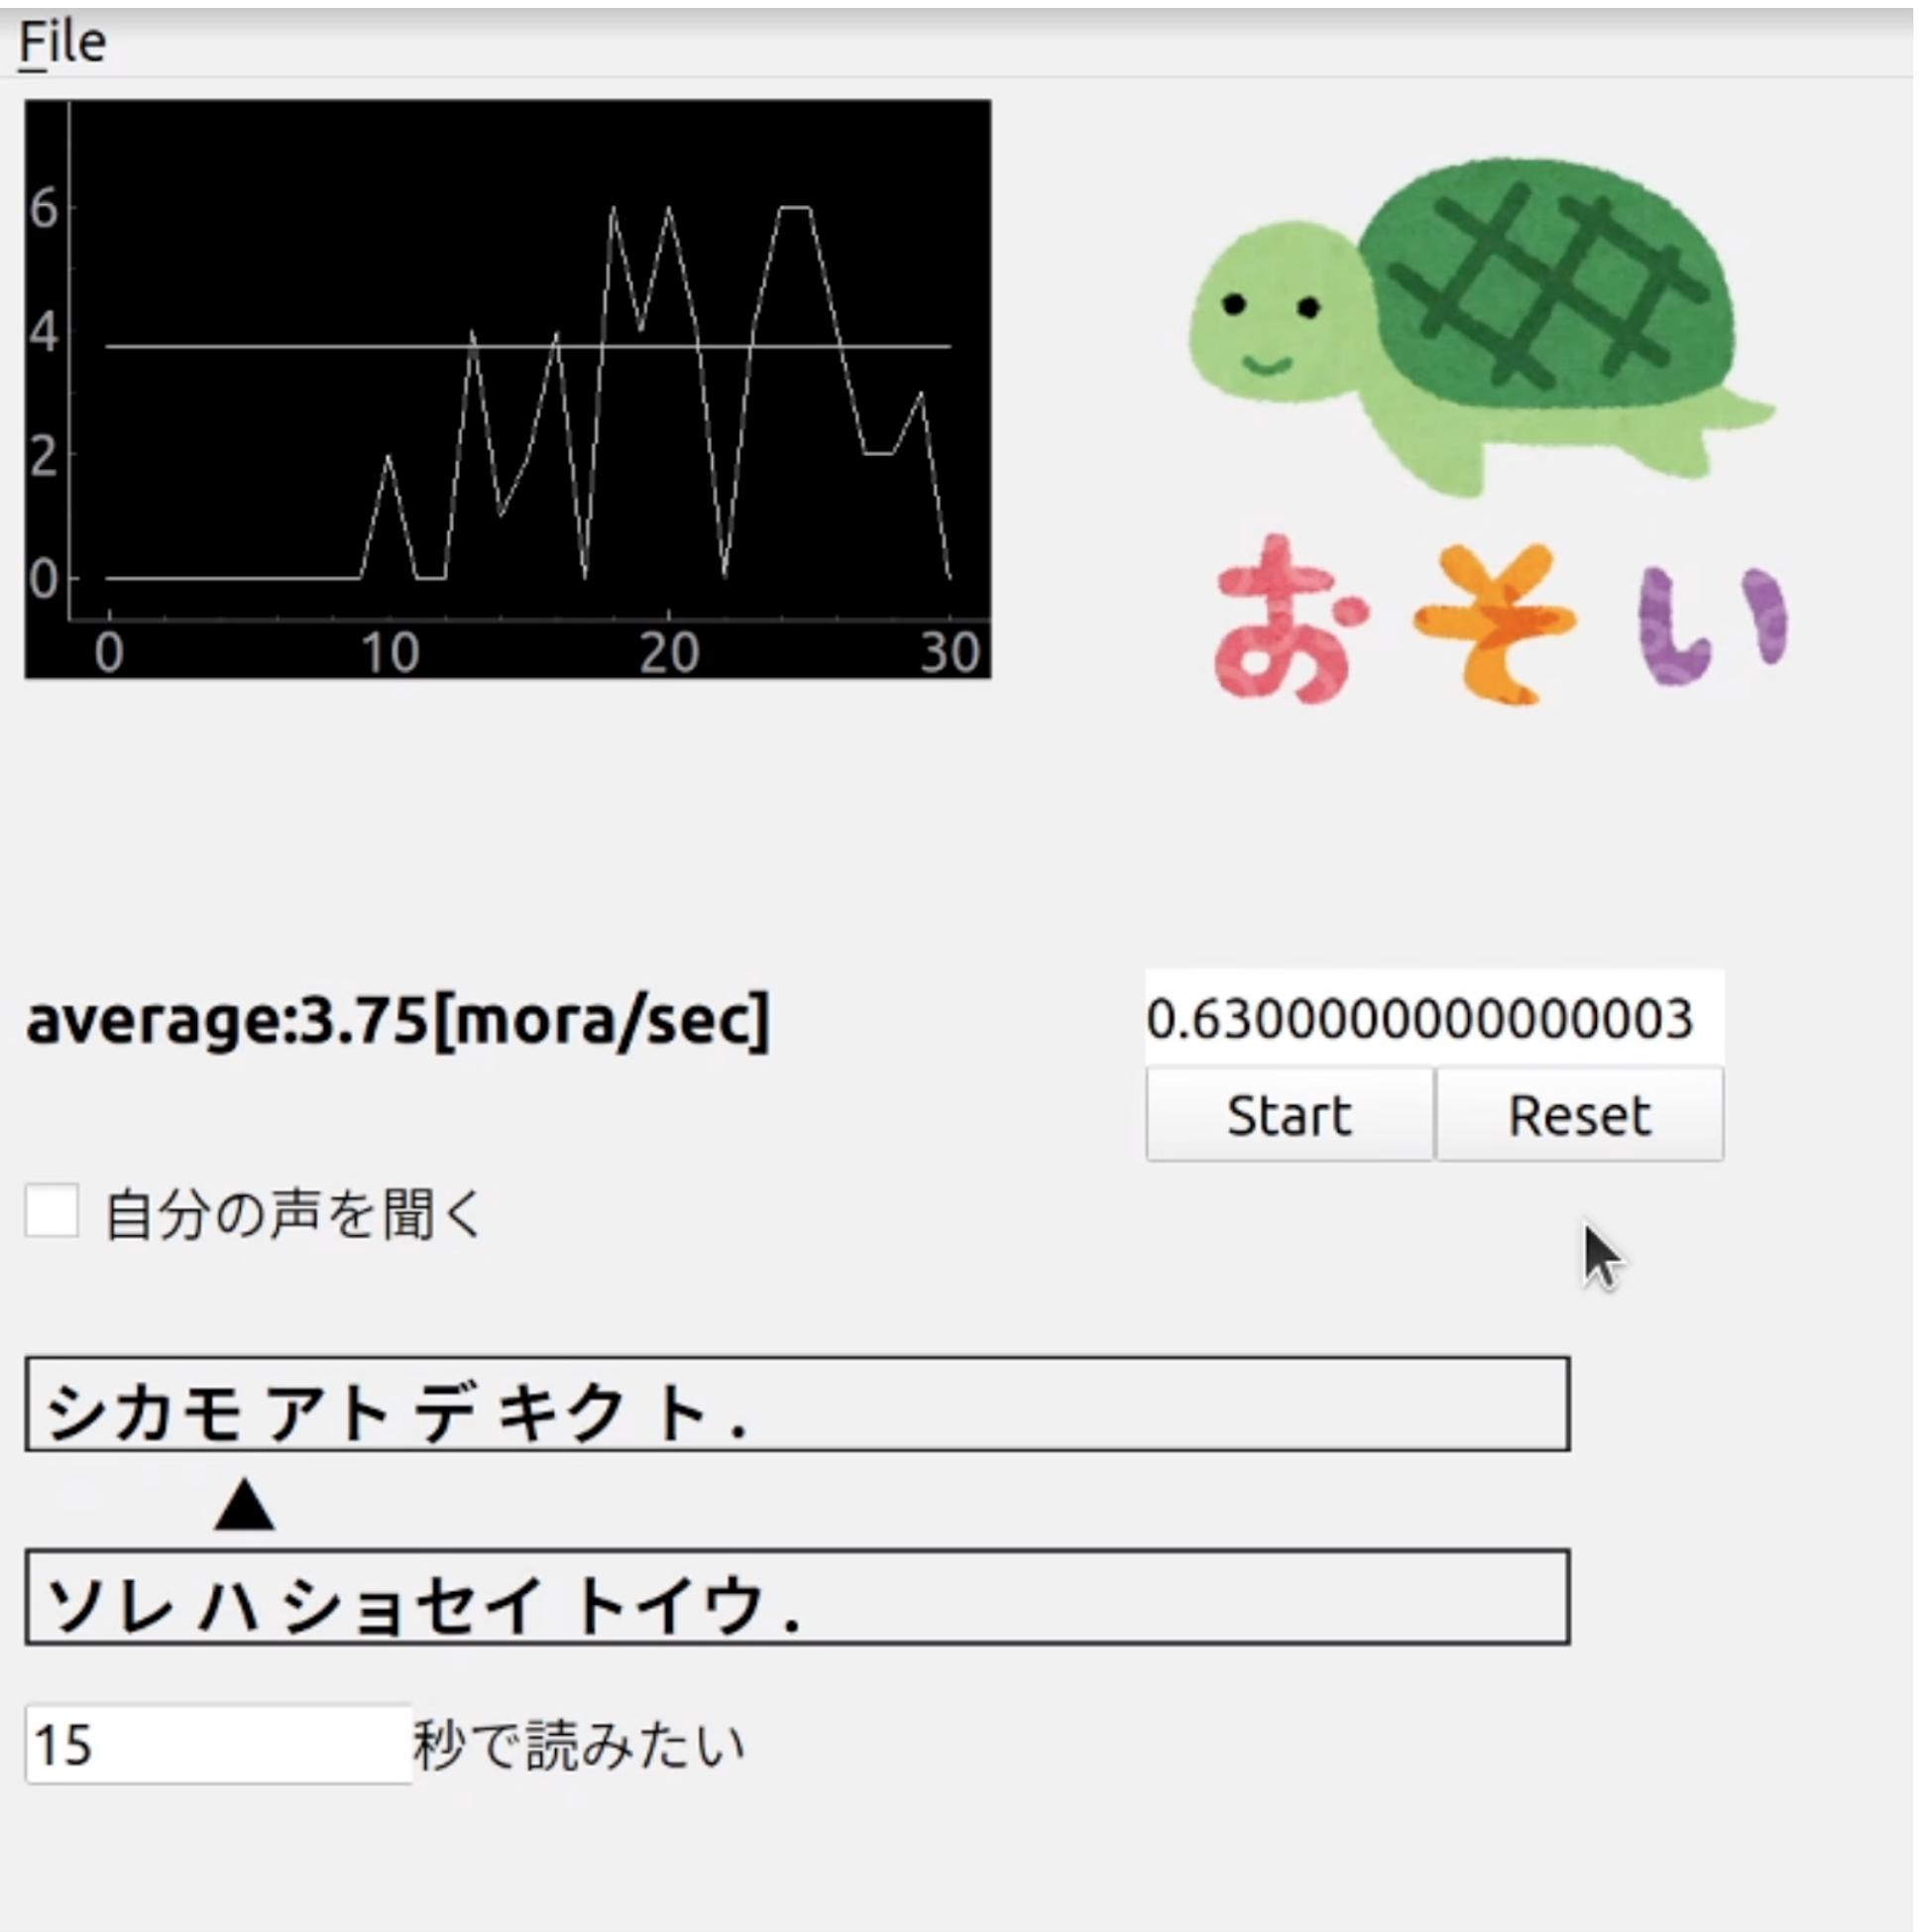 File
6
4
2
0
0 10 20 30
おそい
average:3.75[mora/sec]
0.6300000000000003
Start Reset
自分の声を聞く
シカモ アト デ キク ト .
▲
ソレ ハ ショセイ トイウ .
15 秒で読みたい